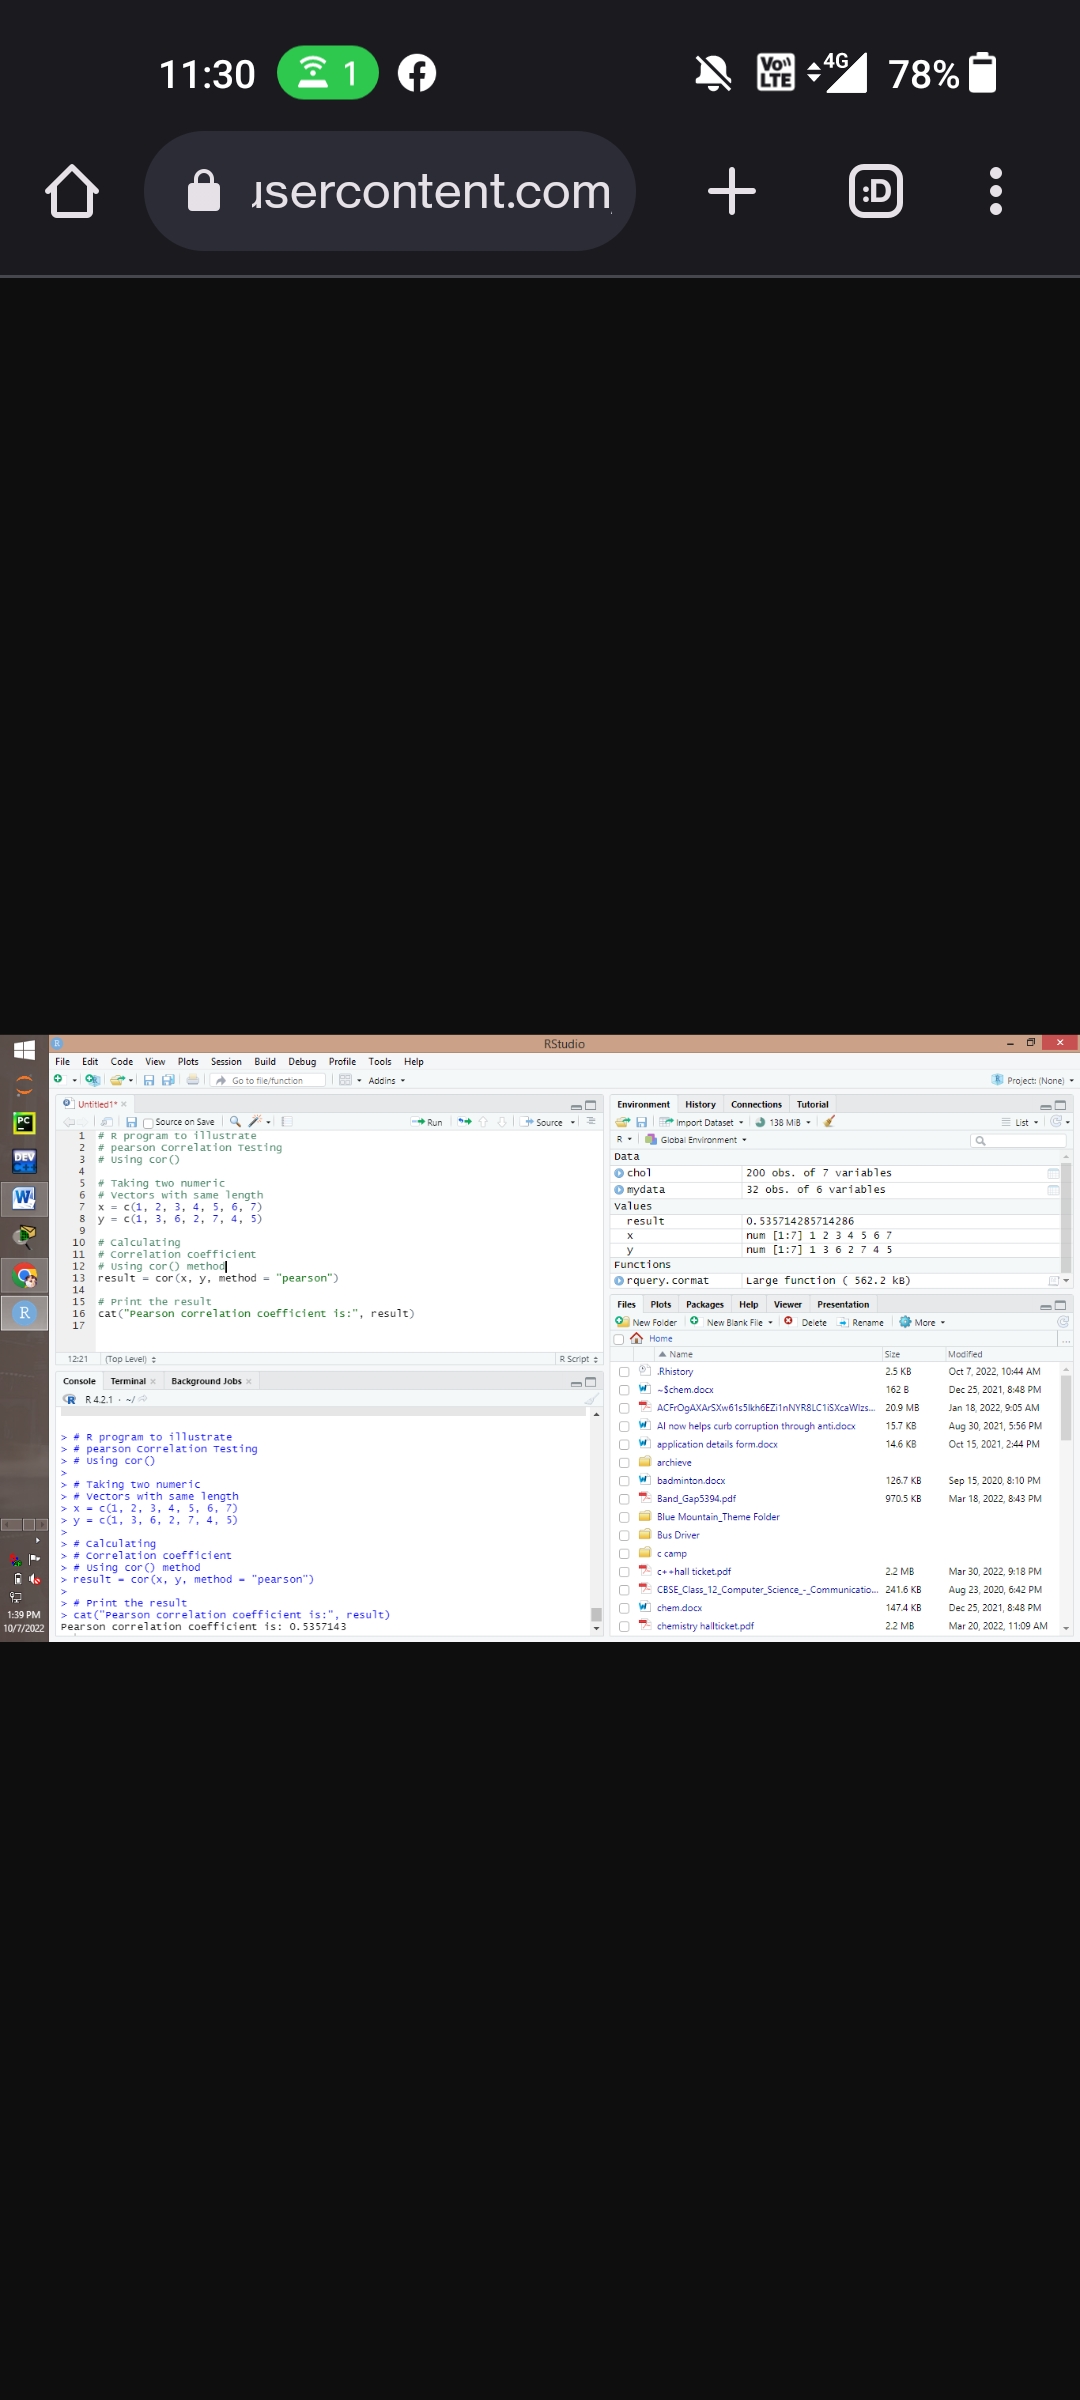 11:30
1
Vo))
LTE
4G
78%
usercontent.com
:D
RStudio
File Edit Code View Plots Session Build Debug Profile Tools Help
Go to file/function
Addins
Project: (None)
Untitled1*
Source on Save
Run
Source
1 # R program to illustrate
2 # pearson Correlation Testing
3 # Using cor()
4
5 # Taking two numeric
6 # Vectors with same length
7 x = c(1, 2, 3, 4, 5, 6, 7)
8 y = c(1, 3, 6, 2, 7, 4, 5)
9
10 # Calculating
11 # Correlation coefficient
12 # Using cor() method
13 result = cor(x, y, method = "pearson")
14
15 # Print the result
16 cat("Pearson correlation coefficient is:", result)
17
12:21 (Top Level) R Script
Console Terminal Background Jobs
R 4.2.1 · ~/
> # R program to illustrate
> # pearson Correlation Testing
> # Using cor()
>
> # Taking two numeric
> # Vectors with same length
> x = c(1, 2, 3, 4, 5, 6, 7)
> y = c(1, 3, 6, 2, 7, 4, 5)
>
> # Calculating
> # Correlation coefficient
> # Using cor() method
> result = cor(x, y, method = "pearson")
>
> # Print the result
> cat("Pearson correlation coefficient is:", result)
Pearson correlation coefficient is: 0.5357143
Environment History Connections Tutorial
Import Dataset 138 MiB List
R Global Environment
Data
chol 200 obs. of 7 variables
mydata 32 obs. of 6 variables
Values
result 0.535714285714286
x num [1:7] 1 2 3 4 5 6 7
y num [1:7] 1 3 6 2 7 4 5
Functions
rquery.cormat Large function ( 562.2 kB)
Files Plots Packages Help Viewer Presentation
New Folder New Blank File Delete Rename More
Home
Name Size Modified
.Rhistory 2.5 KB Oct 7, 2022, 10:44 AM
~$chem.docx 162 B Dec 25, 2021, 8:48 PM
20.9 MB Jan 18, 2022, 9:05 AM
AI now helps curb corruption through anti.docx 15.7 KB Aug 30, 2021, 5:56 PM
application details form.docx 14.6 KB Oct 15, 2021, 2:44 PM
archieve
badminton.docx 126.7 KB Sep 15, 2020, 8:10 PM
Band_Gap5394.pdf 970.5 KB Mar 18, 2022, 8:43 PM
Blue Mountain_Theme Folder
Bus Driver
c camp
c++hall ticket.pdf 2.2 MB Mar 30, 2022, 9:18 PM
CBSE_Class_12_Computer_Science_-_Communicatio... 241.6 KB Aug 23, 2020, 6:42 PM
chem.docx 147.4 KB Dec 25, 2021, 8:48 PM
chemistry hallticket.pdf 2.2 MB Mar 20, 2022, 11:09 AM
PC
DEV
W
R
1:39 PM
10/7/2022